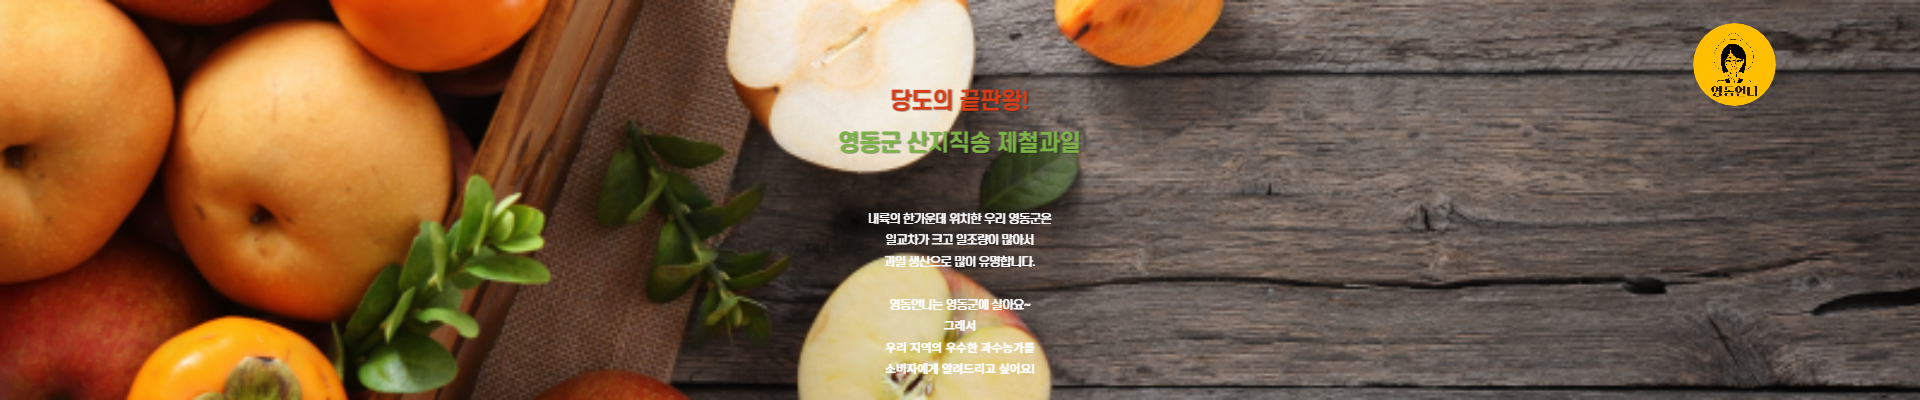 당도의 끝판왕!
영동군 산지직송 제철과일
내륙의 한가운데 위치한 우리 영동군은
일교차가 크고 일조량이 많아서
과일 생산으로 많이 유명합니다.
영동언니는 영동군에 살아요~
그래서
우리 지역의 우수한 과수농가를
소비자에게 알려드리고 싶어요!
영동언니